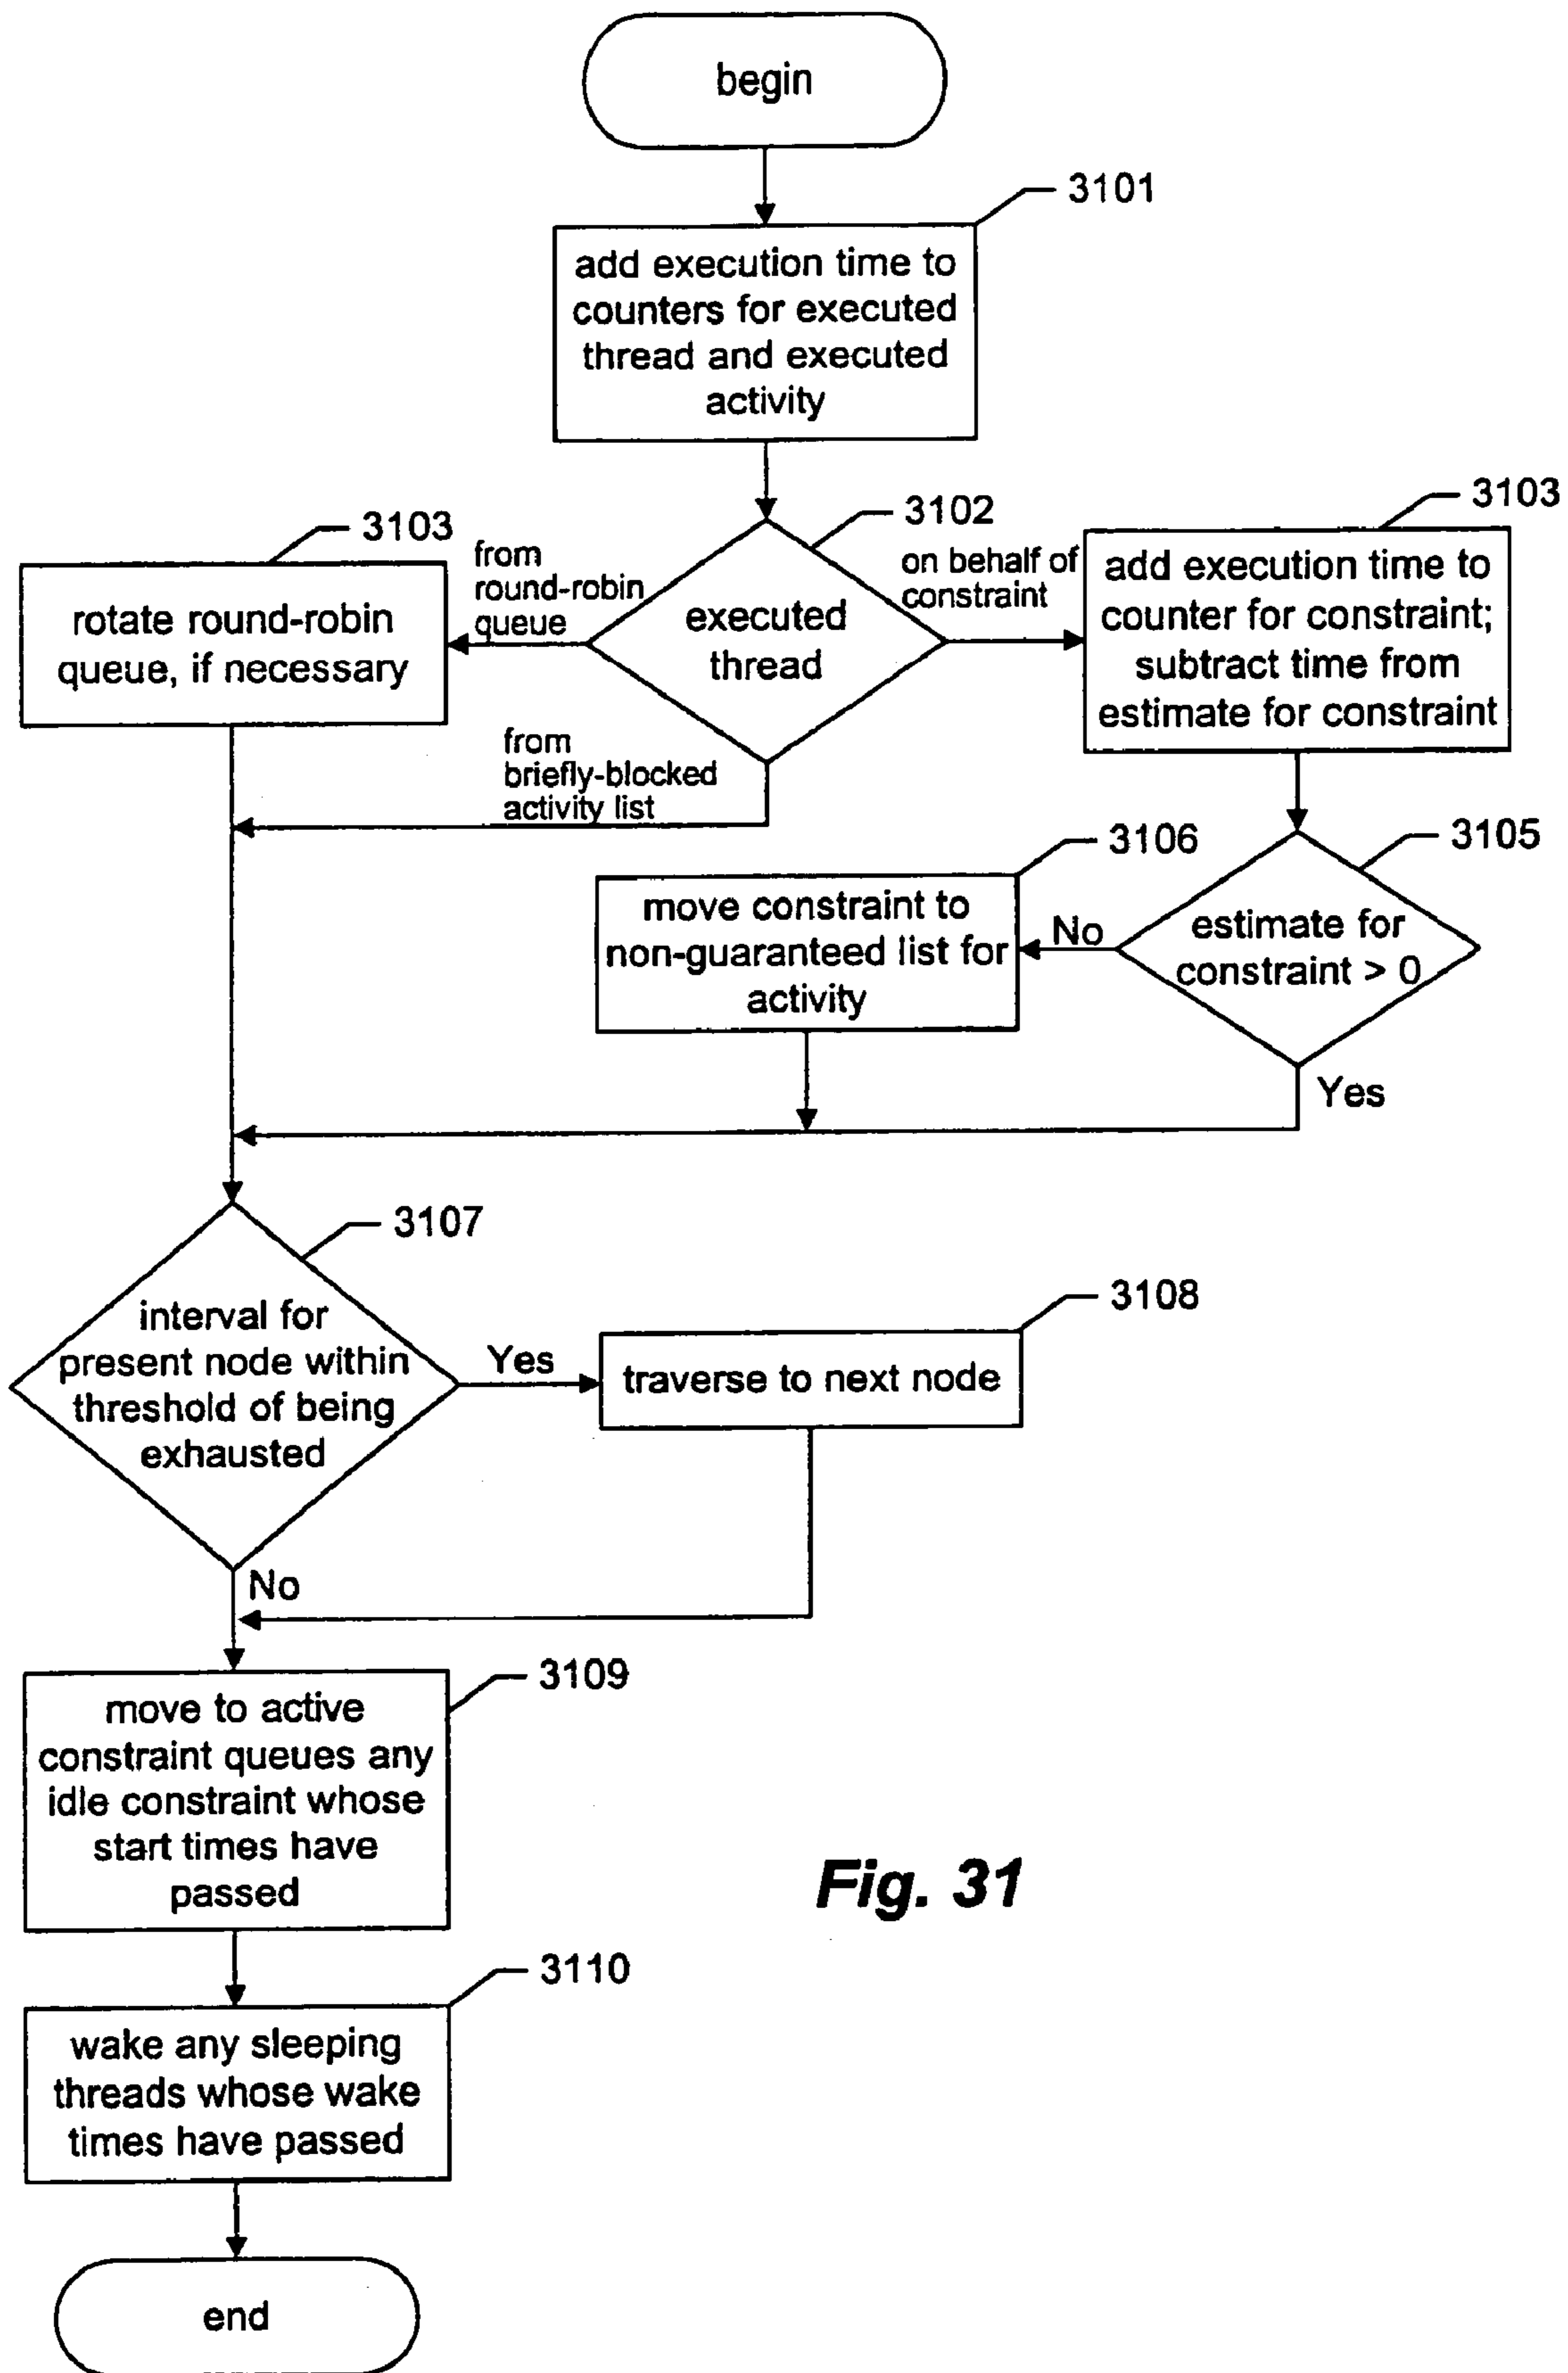 begin
3101
add execution time to
counters for executed
thread and executed
activity
3102
executed
thread
from
round-robin
queue
3103
rotate round-robin
queue, if necessary
on behalf of
constraint
3103
add execution time to
counter for constraint;
subtract time from
estimate for constraint
from
briefly-blocked
activity list
3105
estimate for
constraint > 0
No
3106
move constraint to
non-guaranteed list for
activity
Yes
3107
interval for
present node within
threshold of being
exhausted
Yes
3108
traverse to next node
No
3109
move to active
constraint queues any
idle constraint whose
start times have
passed
Fig. 31
3110
wake any sleeping
threads whose wake
times have passed
end